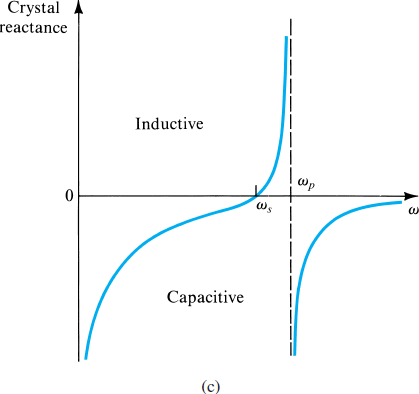 Crystal
reactance
Inductive
ωp
0
ωs
ω
Capacitive
(c)